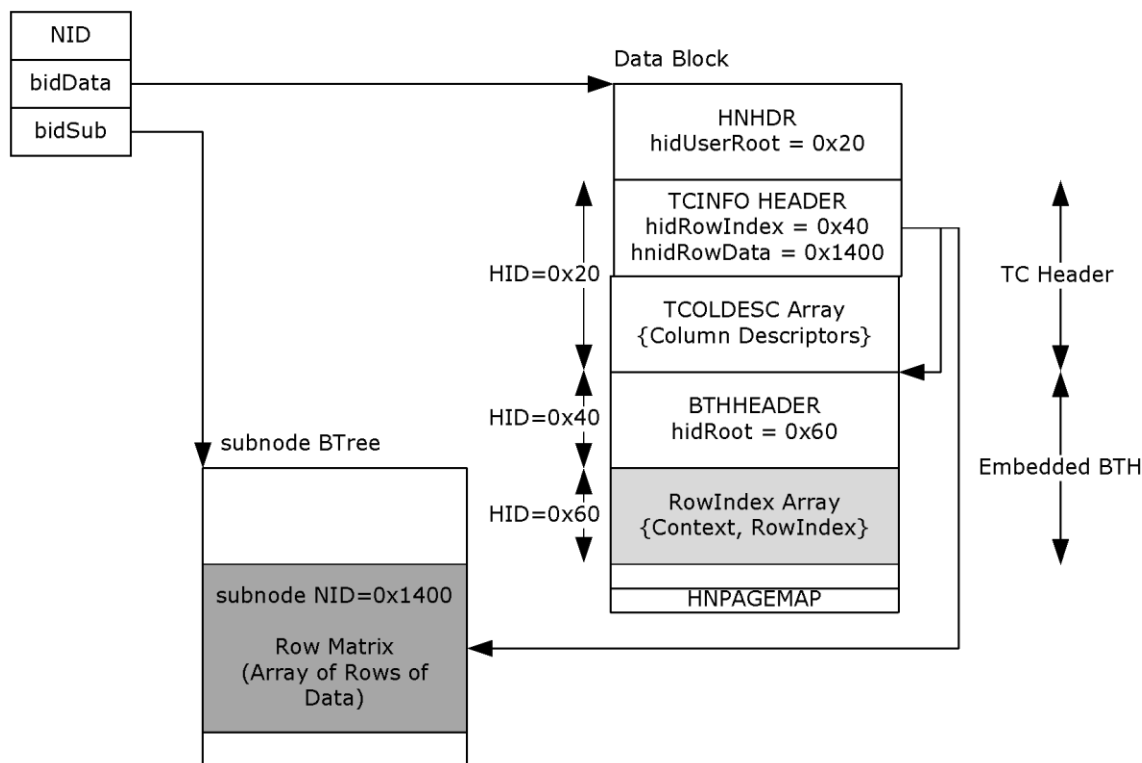 NID
bidData
bidSub
Data Block
HNHDR
hidUserRoot = 0x20
TCINFO HEADER
hidRowIndex = 0x40
hnidRowData = 0x1400
HID=0x20
TC Header
TCOLDESC Array
{Column Descriptors}
HID=0x40
BTHHEADER
hidRoot = 0x60
subnode BTree
Embedded BTH
HID=0x60
RowIndex Array
{Context, RowIndex}
HNPAGEMAP
subnode NID=0x1400
Row Matrix
(Array of Rows of
Data)